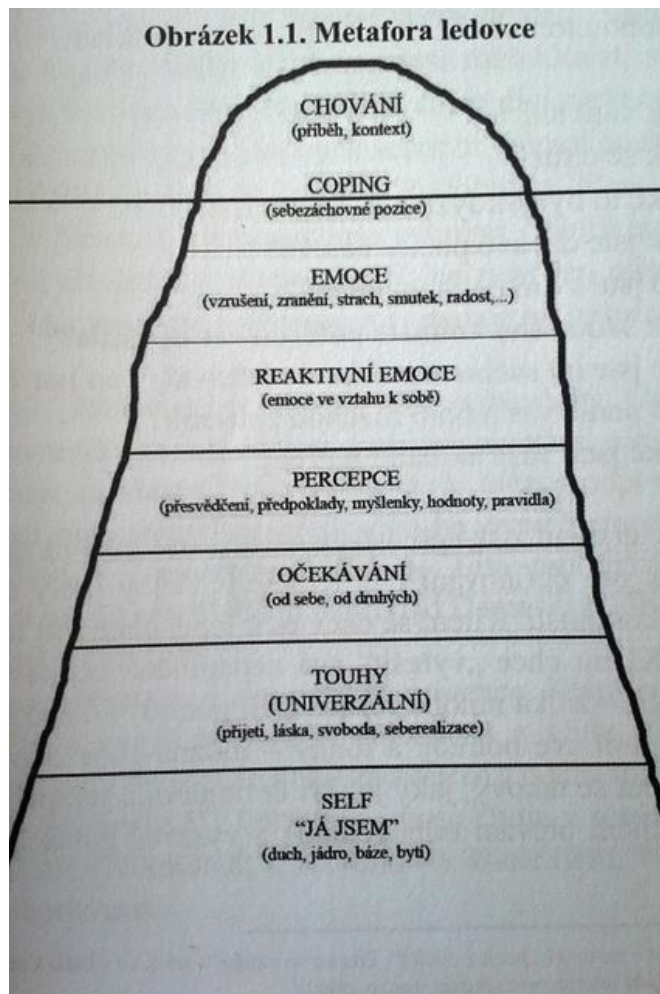 Obrázek 1.1. Metafora ledovce
CHOVÁNÍ
(příběh, kontext)
COPING
(sebezáchovné pozice)
EMOCE
(vzrušení, zranění, strach, smutek, radost,...)
REAKTIVNÍ EMOCE
(emoce ve vztahu k sobě)
PERCEPCE
(přesvědčení, předpoklady, myšlenky, hodnoty, pravidla)
OČEKÁVÁNÍ
(od sebe, od druhých)
TOUHY
(UNIVERZÁLNÍ)
(přijetí, láska, svoboda, seberealizace)
SELF
“JÁ JSEM”
(duch, jádro, báze, bytí)